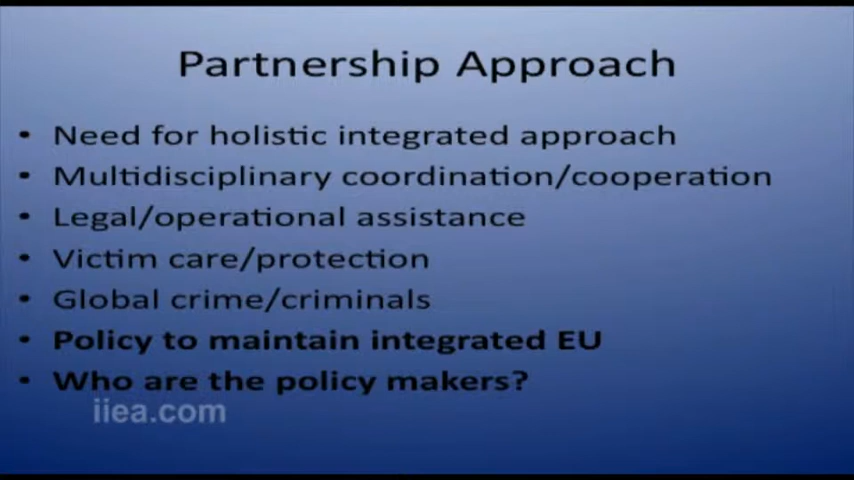 Partnership Approach
• Need for holistic integrated approach
• Multidisciplinary coordination/cooperation
• Legal/operational assistance
• Victim care/protection
• Global crime/criminals
• Policy to maintain integrated EU
• Who are the policy makers?
iiea.com